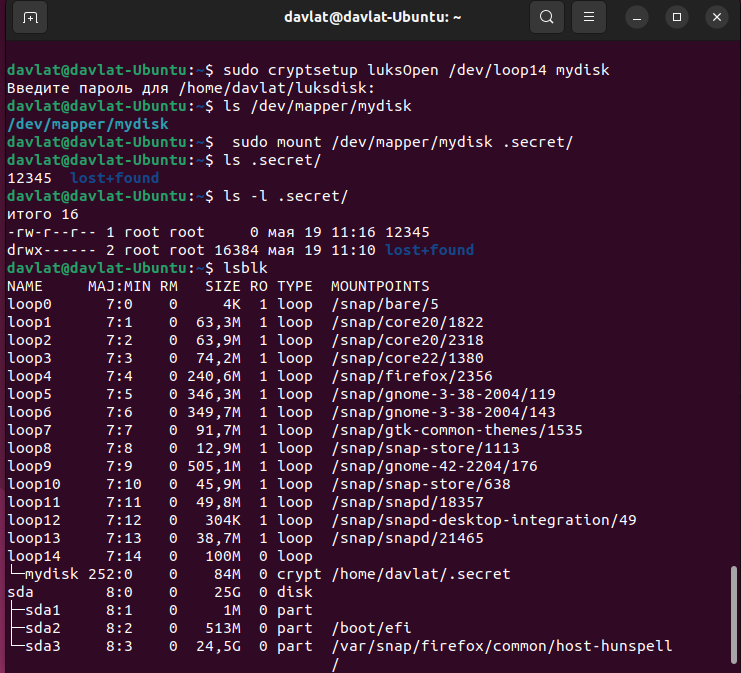 davlat@davlat-Ubuntu: ~
davlat@davlat-Ubuntu:~$ sudo cryptsetup luksOpen /dev/loop14 mydisk
Введите пароль для /home/davlat/luksdisk:
davlat@davlat-Ubuntu:~$ ls /dev/mapper/mydisk
/dev/mapper/mydisk
davlat@davlat-Ubuntu:~$  sudo mount /dev/mapper/mydisk .secret/
davlat@davlat-Ubuntu:~$ ls .secret/
12345  lost+found
davlat@davlat-Ubuntu:~$ ls -l .secret/
итого 16
-rw-r--r-- 1 root root     0 мая 19 11:16 12345
drwx------ 2 root root 16384 мая 19 11:10 lost+found
davlat@davlat-Ubuntu:~$ lsblk
NAME     MAJ:MIN RM   SIZE RO TYPE  MOUNTPOINTS
loop0      7:0    0     4K  1 loop  /snap/bare/5
loop1      7:1    0  63,3M  1 loop  /snap/core20/1822
loop2      7:2    0  63,9M  1 loop  /snap/core20/2318
loop3      7:3    0  74,2M  1 loop  /snap/core22/1380
loop4      7:4    0 240,6M  1 loop  /snap/firefox/2356
loop5      7:5    0 346,3M  1 loop  /snap/gnome-3-38-2004/119
loop6      7:6    0 349,7M  1 loop  /snap/gnome-3-38-2004/143
loop7      7:7    0  91,7M  1 loop  /snap/gtk-common-themes/1535
loop8      7:8    0  12,9M  1 loop  /snap/snap-store/1113
loop9      7:9    0 505,1M  1 loop  /snap/gnome-42-2204/176
loop10     7:10   0  45,9M  1 loop  /snap/snap-store/638
loop11     7:11   0  49,8M  1 loop  /snap/snapd/18357
loop12     7:12   0   304K  1 loop  /snap/snapd-desktop-integration/49
loop13     7:13   0  38,7M  1 loop  /snap/snapd/21465
loop14     7:14   0   100M  0 loop
└─mydisk 252:0    0    84M  0 crypt /home/davlat/.secret
sda        8:0    0    25G  0 disk
├─sda1     8:1    0     1M  0 part
├─sda2     8:2    0   513M  0 part  /boot/efi
└─sda3     8:3    0  24,5G  0 part  /var/snap/firefox/common/host-hunspell
/